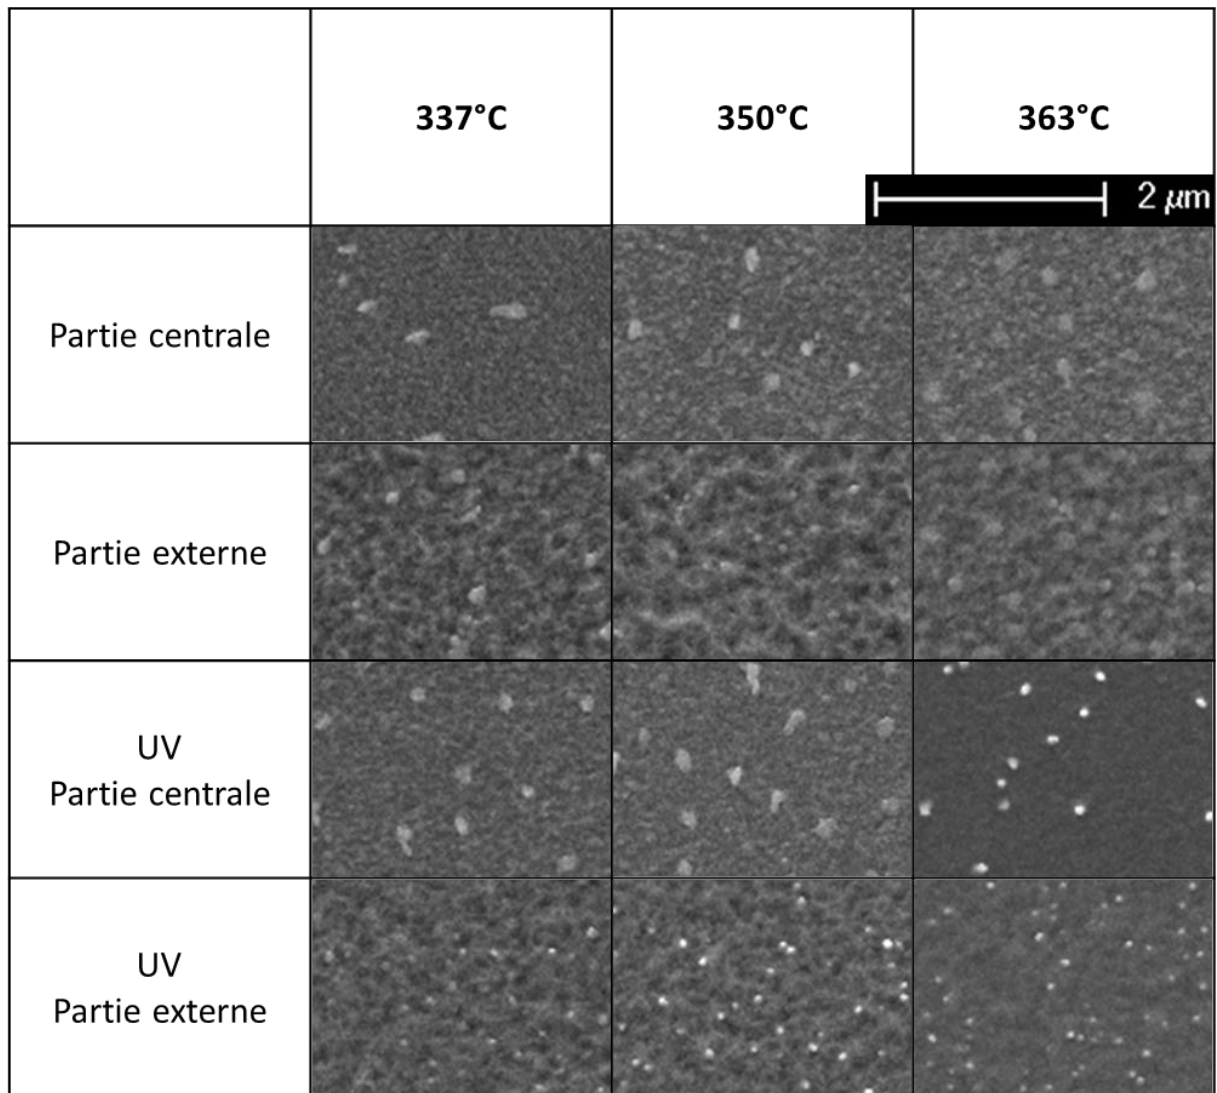 337°C
350°C
363°C
2 μm
Partie centrale
Partie externe
UV
Partie centrale
UV
Partie externe